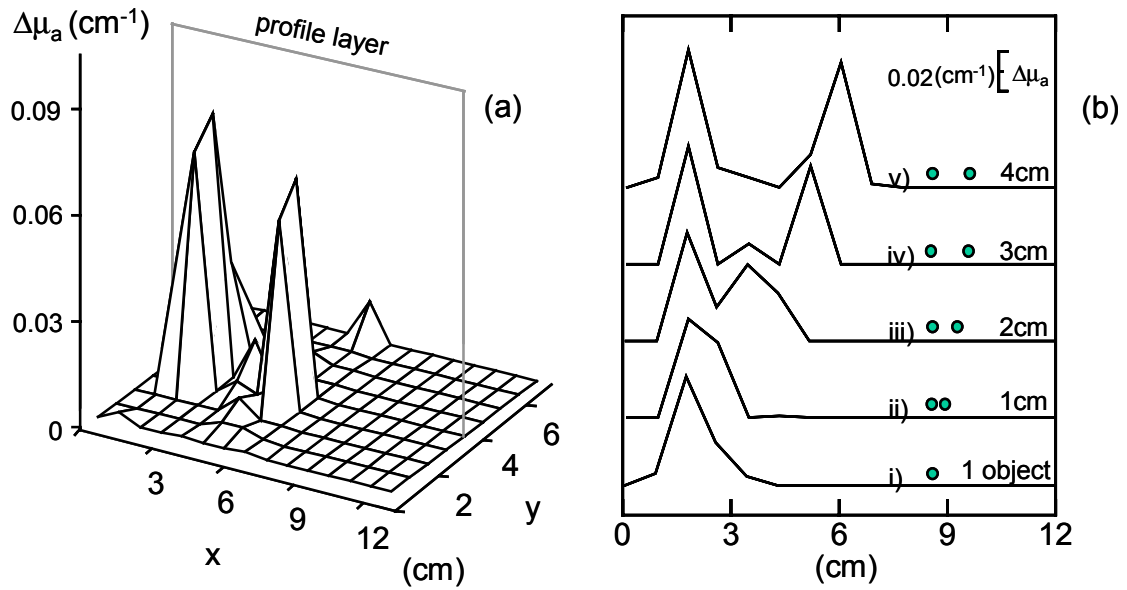 Δμa (cm-1)
profile layer
(a)
0.09
0.06
0.03
0
3
6
9
12
x
2
4
6
y
(cm)
0.02(cm-1) Δμa
(b)
v) 4cm
iv) 3cm
iii) 2cm
ii) 1cm
i) 1 object
0 3 6 9 12
(cm)